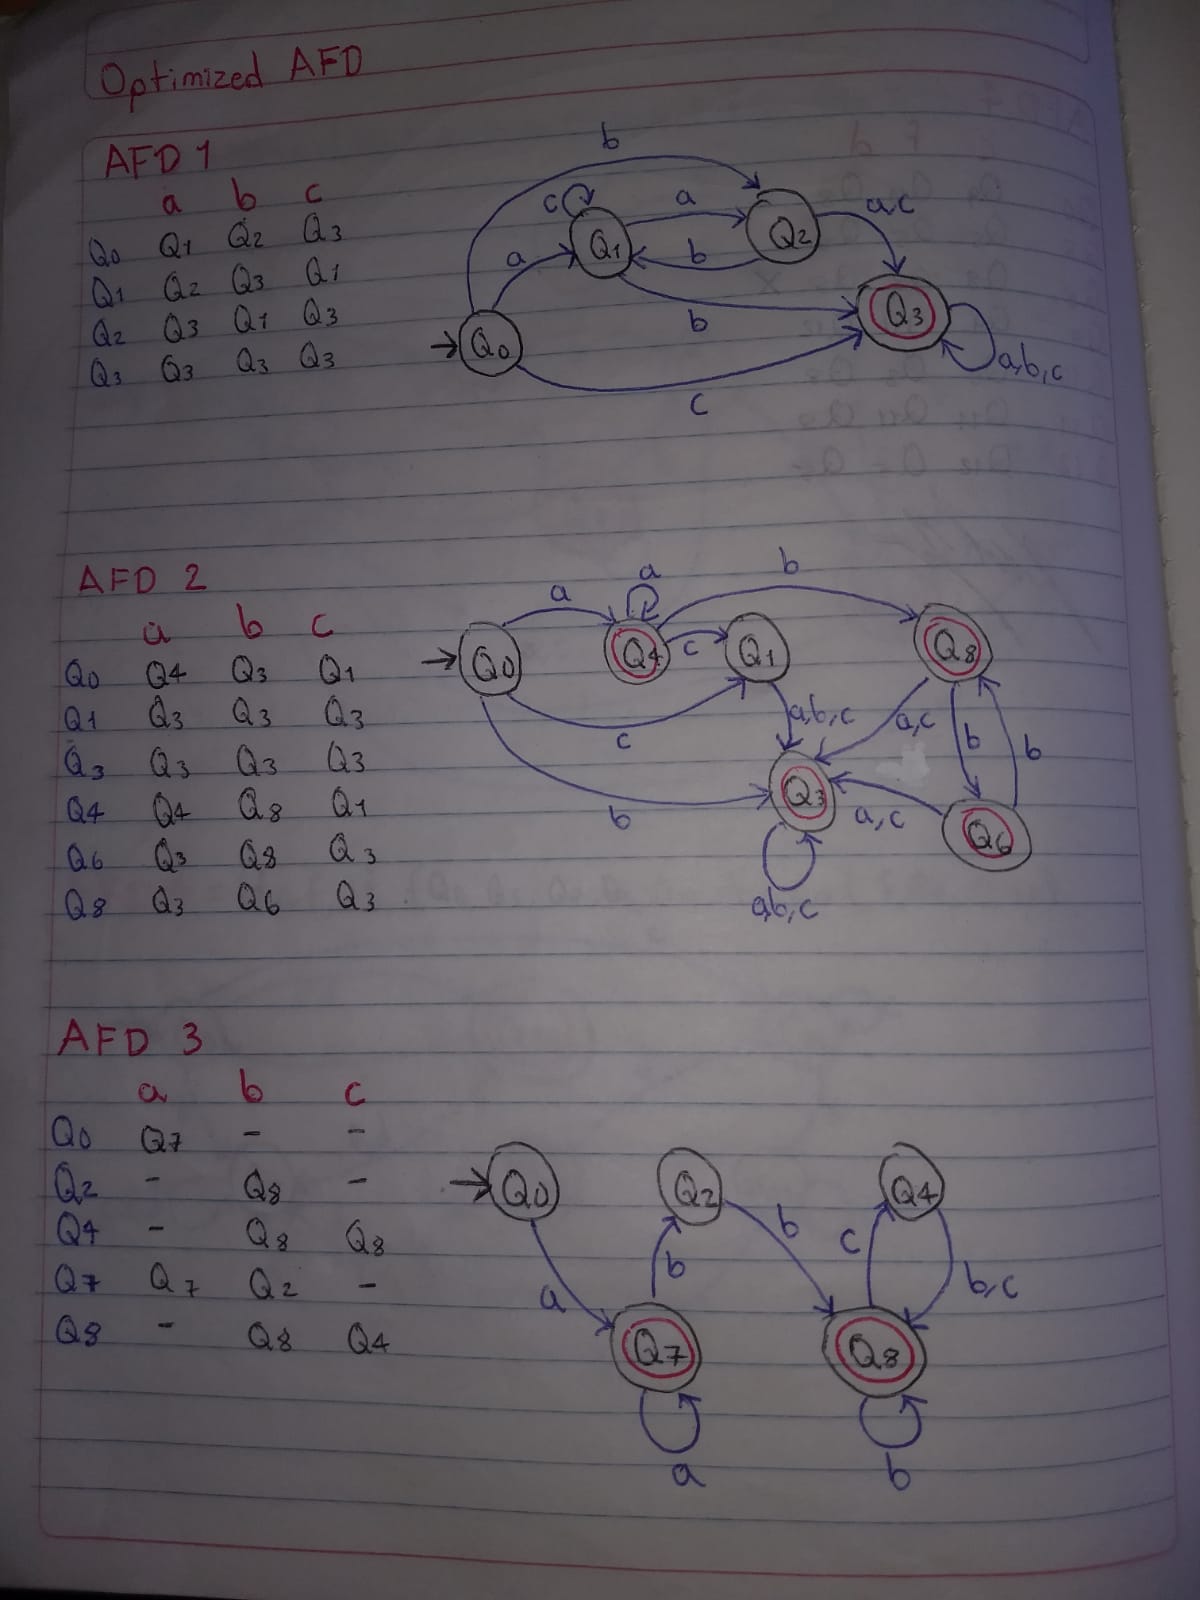 Optimized AFD
AFD 1
a b c
Q0 Q1 Q2 Q3
Q1 Q2 Q3 Q1
Q2 Q3 Q1 Q3
Q3 Q3 Q3 Q3
b
c a a,c
Q1 Q2
a b
Q3
b
Q0
a,b,c
c
AFD 2
a b c
Q0 Q4 Q3 Q1
Q1 Q3 Q3 Q3
Q3 Q3 Q3 Q3
Q4 Q4 Q8 Q1
Q6 Q3 Q8 Q3
Q8 Q3 Q6 Q3
a b
a
Q0 Q4 c Q1 Q8
a,b,c a,c
c b b
Q3
b a,c Q6
a,b,c
AFD 3
a b c
Q0 Q7 - -
Q2 - Q8 -
Q4 - Q8 Q8
Q7 Q7 Q2 -
Q8 - Q8 Q4
Q0 Q2 Q4
b c
b b,c
a
Q7 Q8
a b